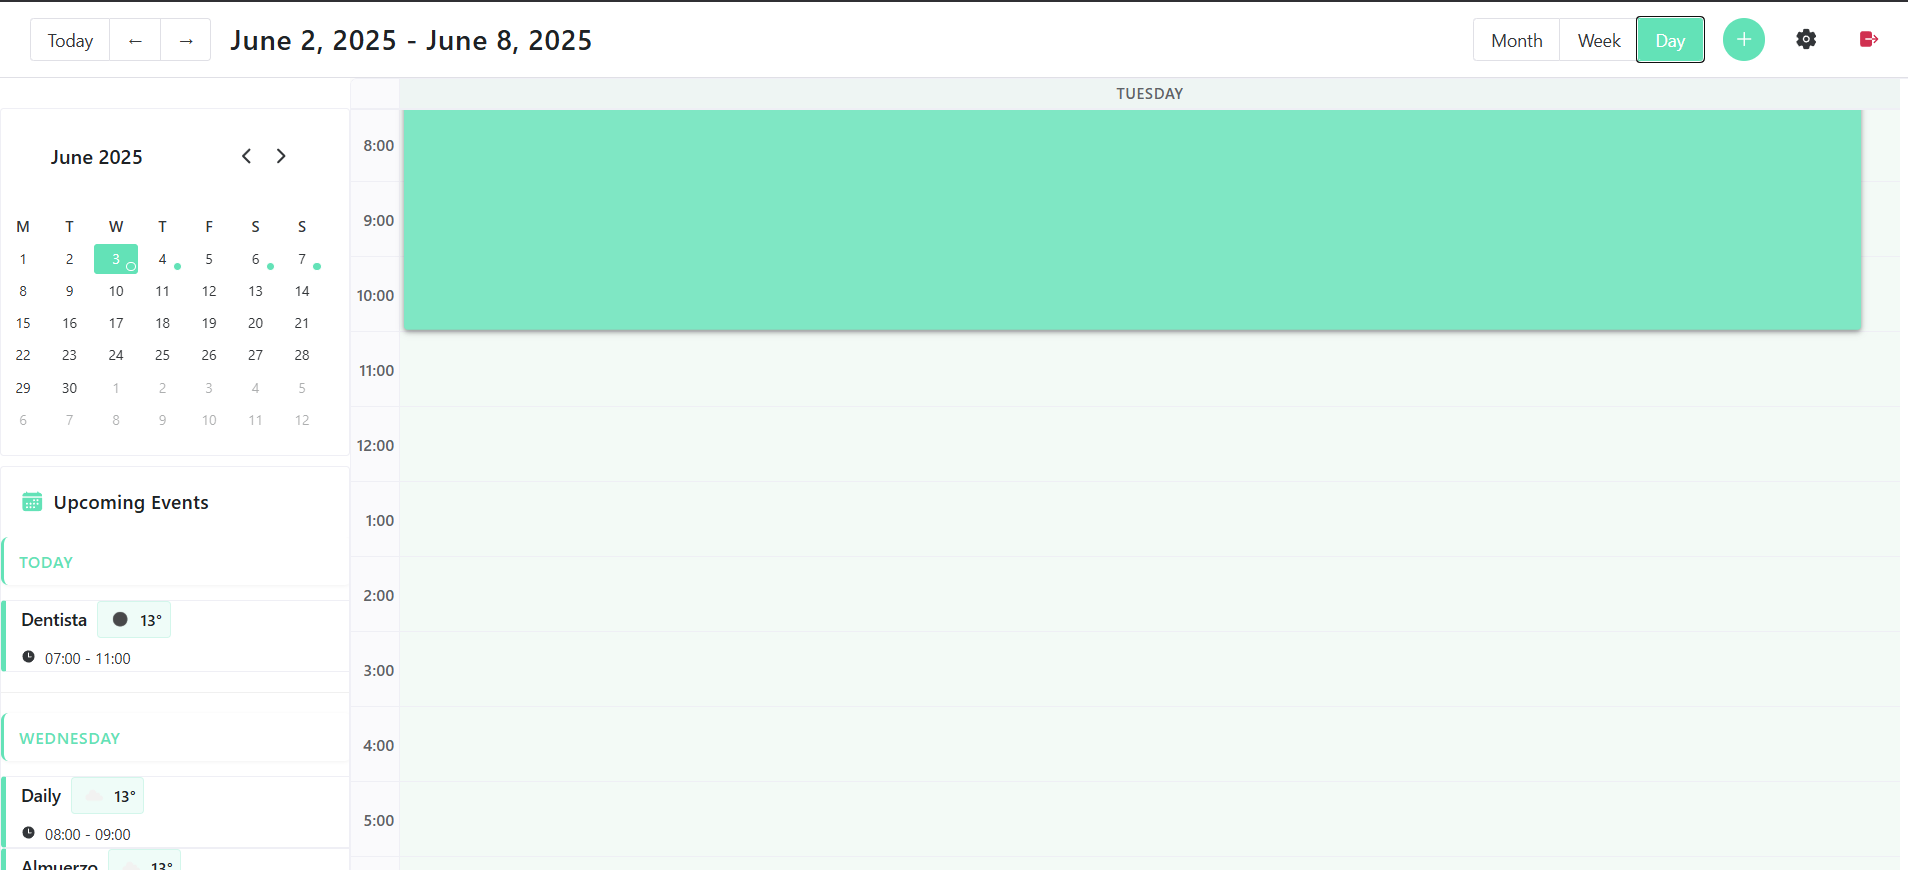 Today ← → June 2, 2025 - June 8, 2025 Month Week Day +
TUESDAY
June 2025
M T W T F S S
1 2 3 4 5 6 7
8 9 10 11 12 13 14
15 16 17 18 19 20 21
22 23 24 25 26 27 28
29 30 1 2 3 4 5
6 7 8 9 10 11 12
Upcoming Events
TODAY
Dentista 13°
07:00 - 11:00
WEDNESDAY
Daily 13°
08:00 - 09:00
Almuerzo 13°
8:00
9:00
10:00
11:00
12:00
1:00
2:00
3:00
4:00
5:00